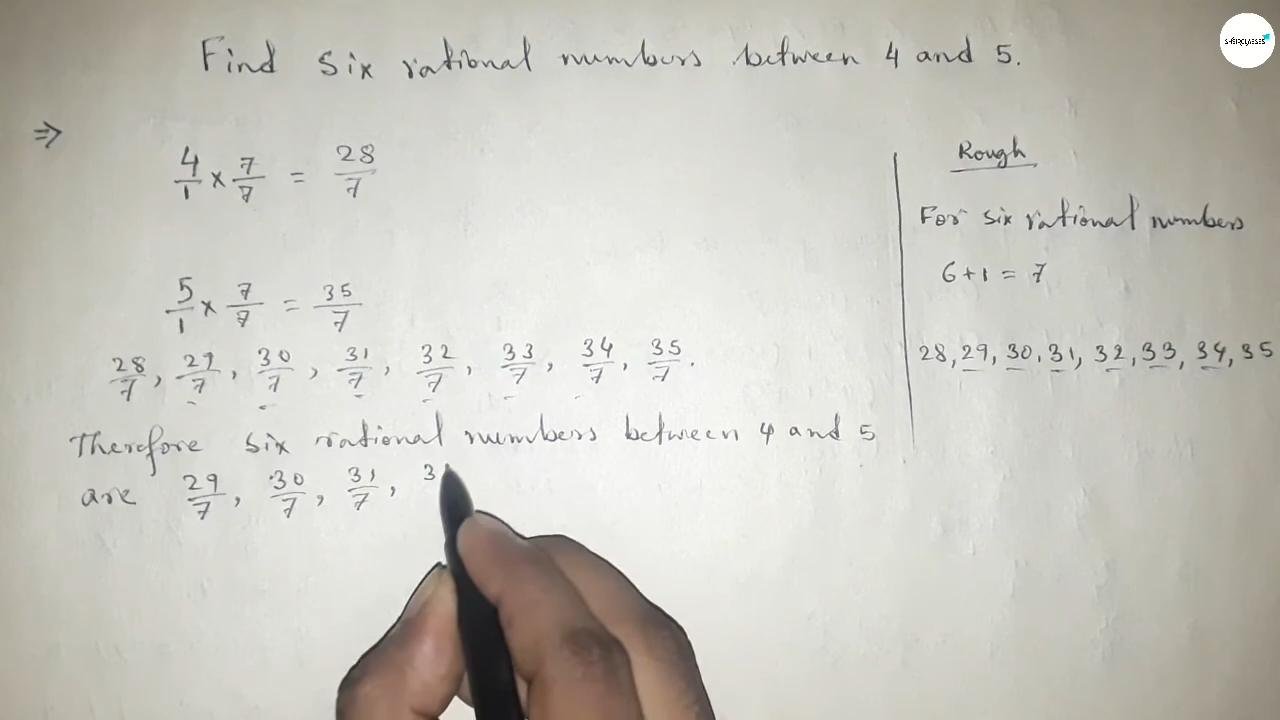 Find six rational numbers between 4 and 5.
⇒
4/1 × 7/7 = 28/7
5/1 × 7/7 = 35/7
28/7, 29/7, 30/7, 31/7, 32/7, 33/7, 34/7, 35/7.
Therefore six rational numbers between 4 and 5
are 29/7, 30/7, 31/7, 3
Rough
For six rational numbers
6+1 = 7
28, 29, 30, 31, 32, 33, 34, 35